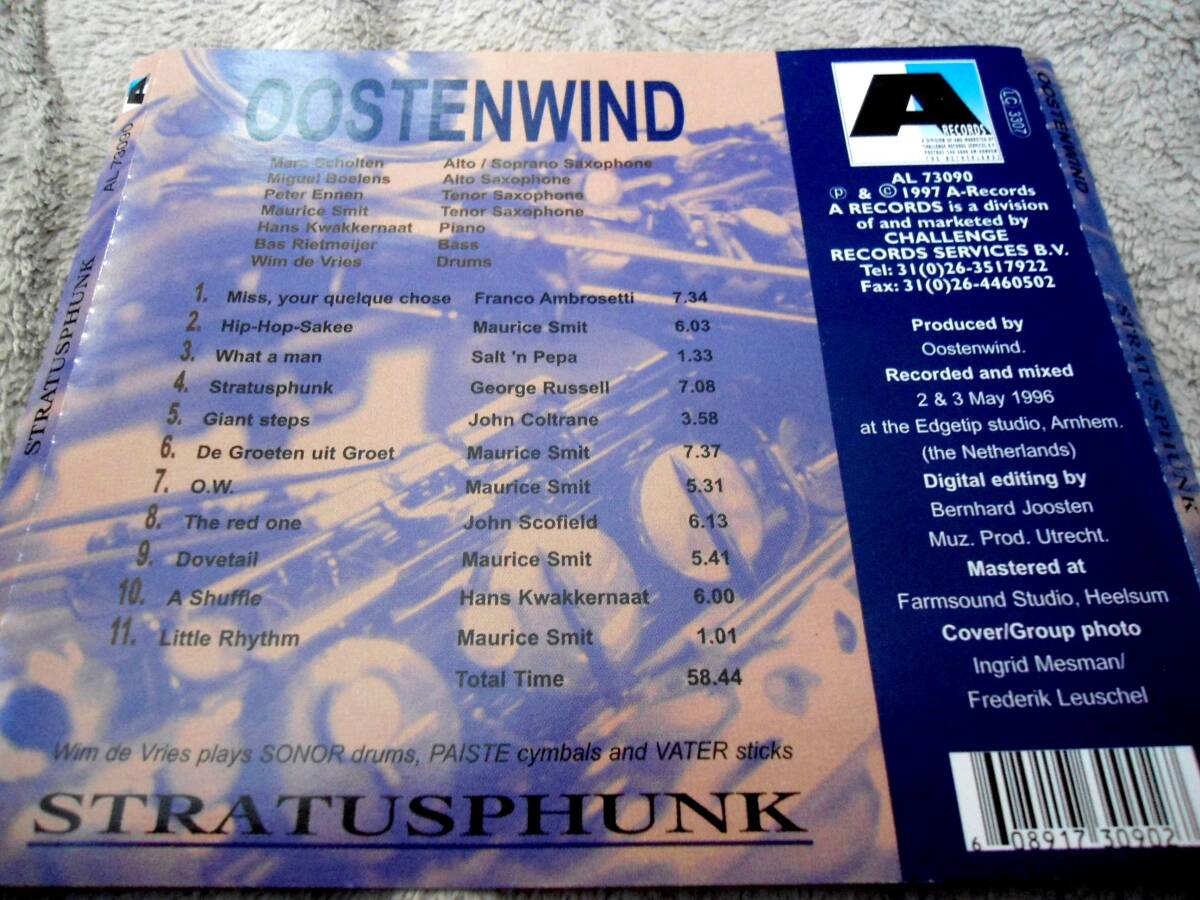 OOSTENWIND
Marc Scholten Alto / Soprano Saxophone
Miguel Boelens Alto Saxophone
Peter Ennen Tenor Saxophone
Maurice Smit Tenor Saxophone
Hans Kwakkernaat Piano
Bas Rietmeijer Bass
Wim de Vries Drums
1. Miss, your quelque chose Franco Ambrosetti 7.34
2. Hip-Hop-Sakee Maurice Smit 6.03
3. What a man Salt 'n Pepa 1.33
4. Stratusphunk George Russell 7.08
5. Giant steps John Coltrane 3.58
6. De Groeten uit Groet Maurice Smit 7.37
7. O.W. Maurice Smit 5.31
8. The red one John Scofield 6.13
9. Dovetail Maurice Smit 5.41
10. A Shuffle Hans Kwakkernaat 6.00
11. Little Rhythm Maurice Smit 1.01
Total Time 58.44
Wim de Vries plays SONOR drums, PAISTE cymbals and VATER sticks
STRATUSPHUNK
A
RECORDS
A DIVISION OF AND MARKETED BY
CHALLENGE RECORDS SERVICES B.V.
THE NETHERLANDS
LC 3307
AL 73090
℗ & © 1997 A-Records
A RECORDS is a division
of and marketed by
CHALLENGE
RECORDS SERVICES B.V.
Tel: 31(0)26-3517922
Fax: 31(0)26-4460502
Produced by
Oostenwind.
Recorded and mixed
2 & 3 May 1996
at the Edgetip studio, Arnhem.
(the Netherlands)
Digital editing by
Bernhard Joosten
Muz. Prod. Utrecht.
Mastered at
Farmsound Studio, Heelsum
Cover/Group photo
Ingrid Mesman/
Frederik Leuschel
6 08917 30902
A
AL 73090
STRATUSPHUNK
OOSTENWIND
STRATUSPHUNK